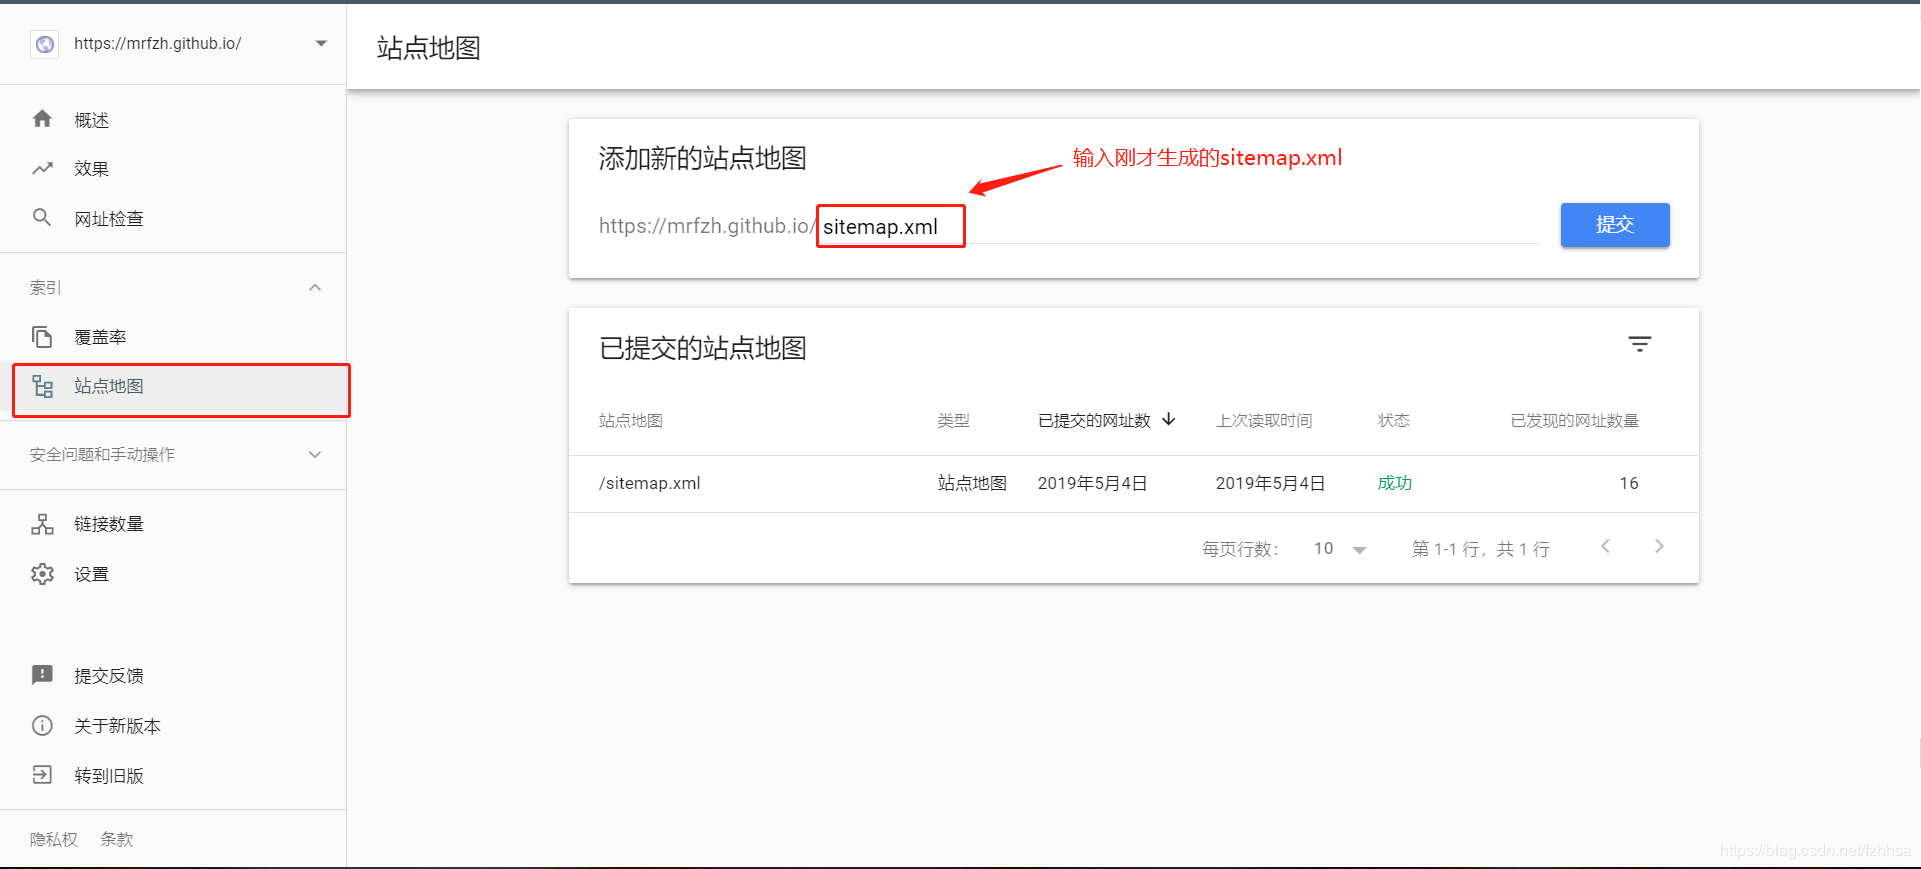 https://mrfzh.github.io/
概述
效果
网址检查
索引
覆盖率
站点地图
安全问题和手动操作
链接数量
设置
提交反馈
关于新版本
转到旧版
隐私权 条款
站点地图
添加新的站点地图
输入刚才生成的sitemap.xml
https://mrfzh.github.io/ sitemap.xml
提交
已提交的站点地图
站点地图 类型 已提交的网址数 上次读取时间 状态 已发现的网址数量
/sitemap.xml 站点地图 2019年5月4日 2019年5月4日 成功 16
每页行数： 10 第 1-1 行，共 1 行
https://blog.csdn.net/fzhhsa